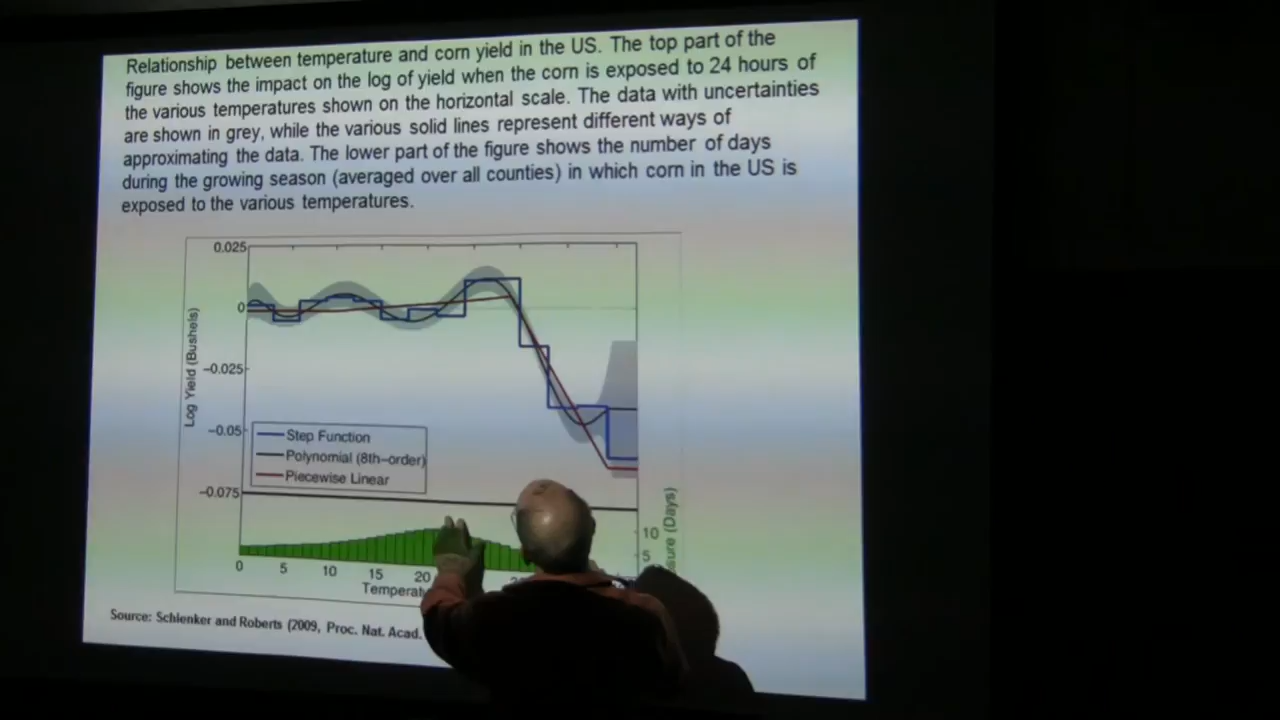 Relationship between temperature and corn yield in the US. The top part of the
figure shows the impact on the log of yield when the corn is exposed to 24 hours of
the various temperatures shown on the horizontal scale. The data with uncertainties
are shown in grey, while the various solid lines represent different ways of
approximating the data. The lower part of the figure shows the number of days
during the growing season (averaged over all counties) in which corn in the US is
exposed to the various temperatures.
0.025
0
−0.025
−0.05
−0.075
Log Yield (Bushels)
Step Function
Polynomial (8th−order)
Piecewise Linear
10
5
sure (Days)
0 5 10 15 20
Temperat
Source: Schlenker and Roberts (2009, Proc. Nat. Acad.